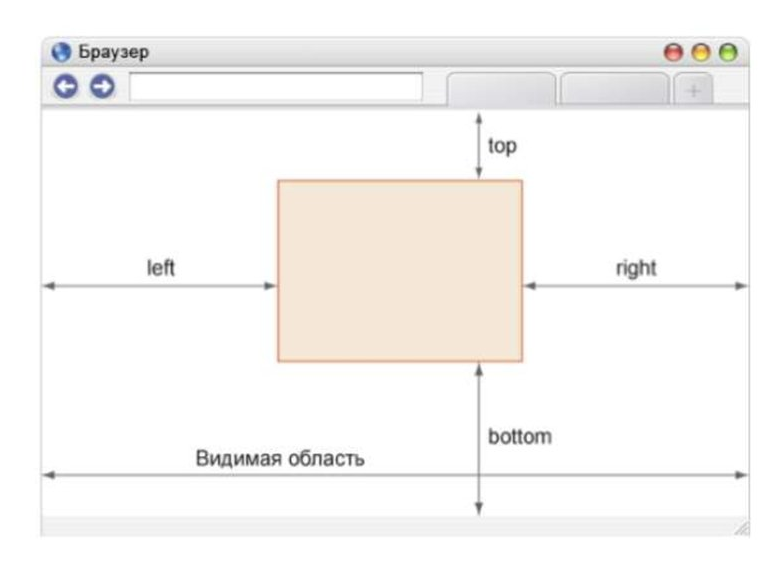 Браузер
+
top
left
right
bottom
Видимая область